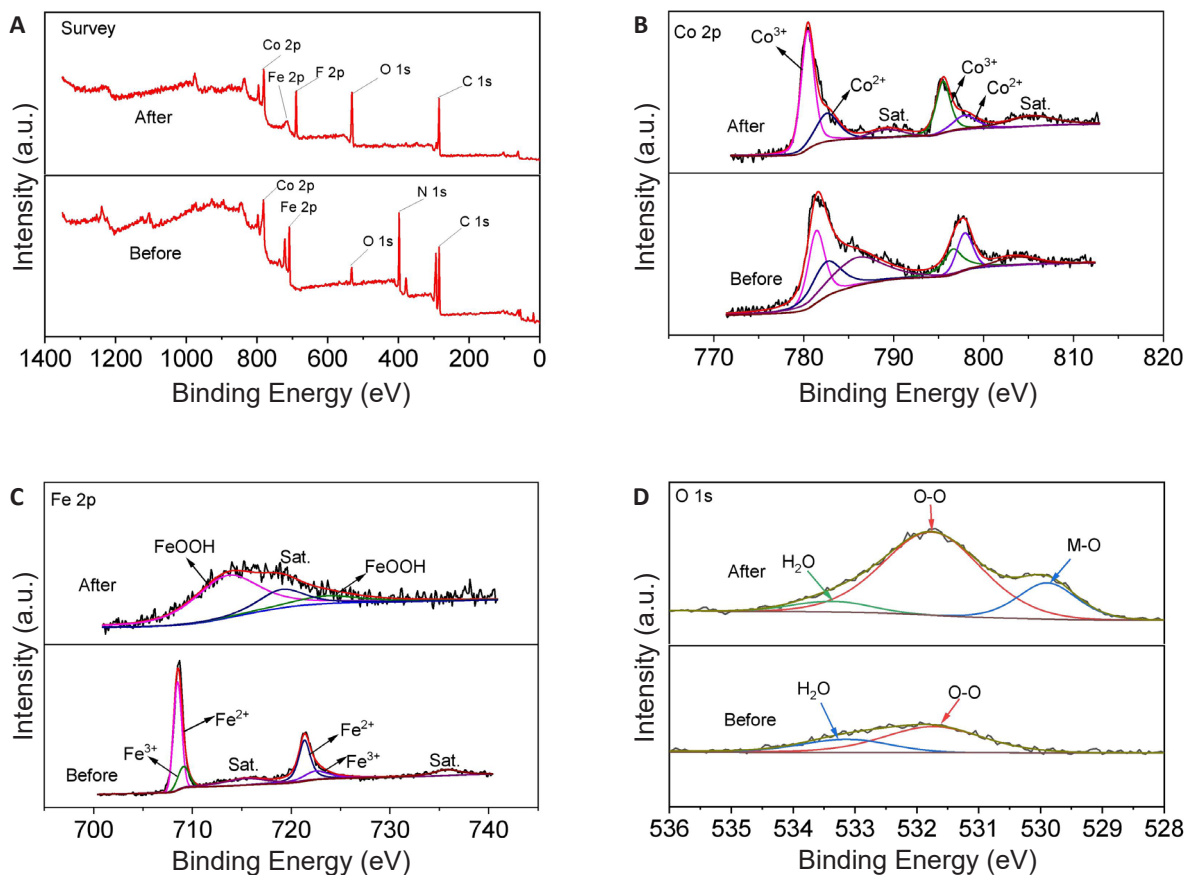 A
Survey
Co 2p
Fe 2p
F 2p
O 1s
C 1s
After
Co 2p
Fe 2p
N 1s
O 1s
C 1s
Before
Intensity (a.u.)
1400 1200 1000 800 600 400 200 0
Binding Energy (eV)
B
Co 2p
Co³⁺
Co²⁺
Sat.
Co³⁺
Co²⁺
Sat.
After
Before
Intensity (a.u.)
770 780 790 800 810 820
Binding Energy (eV)
C
Fe 2p
FeOOH
Sat.
FeOOH
After
Fe²⁺
Fe³⁺
Sat.
Fe²⁺
Fe³⁺
Sat.
Before
Intensity (a.u.)
700 710 720 730 740
Binding Energy (eV)
D
O 1s
O-O
H₂O
M-O
After
H₂O
O-O
Before
Intensity (a.u.)
536 535 534 533 532 531 530 529 528
Binding Energy (eV)